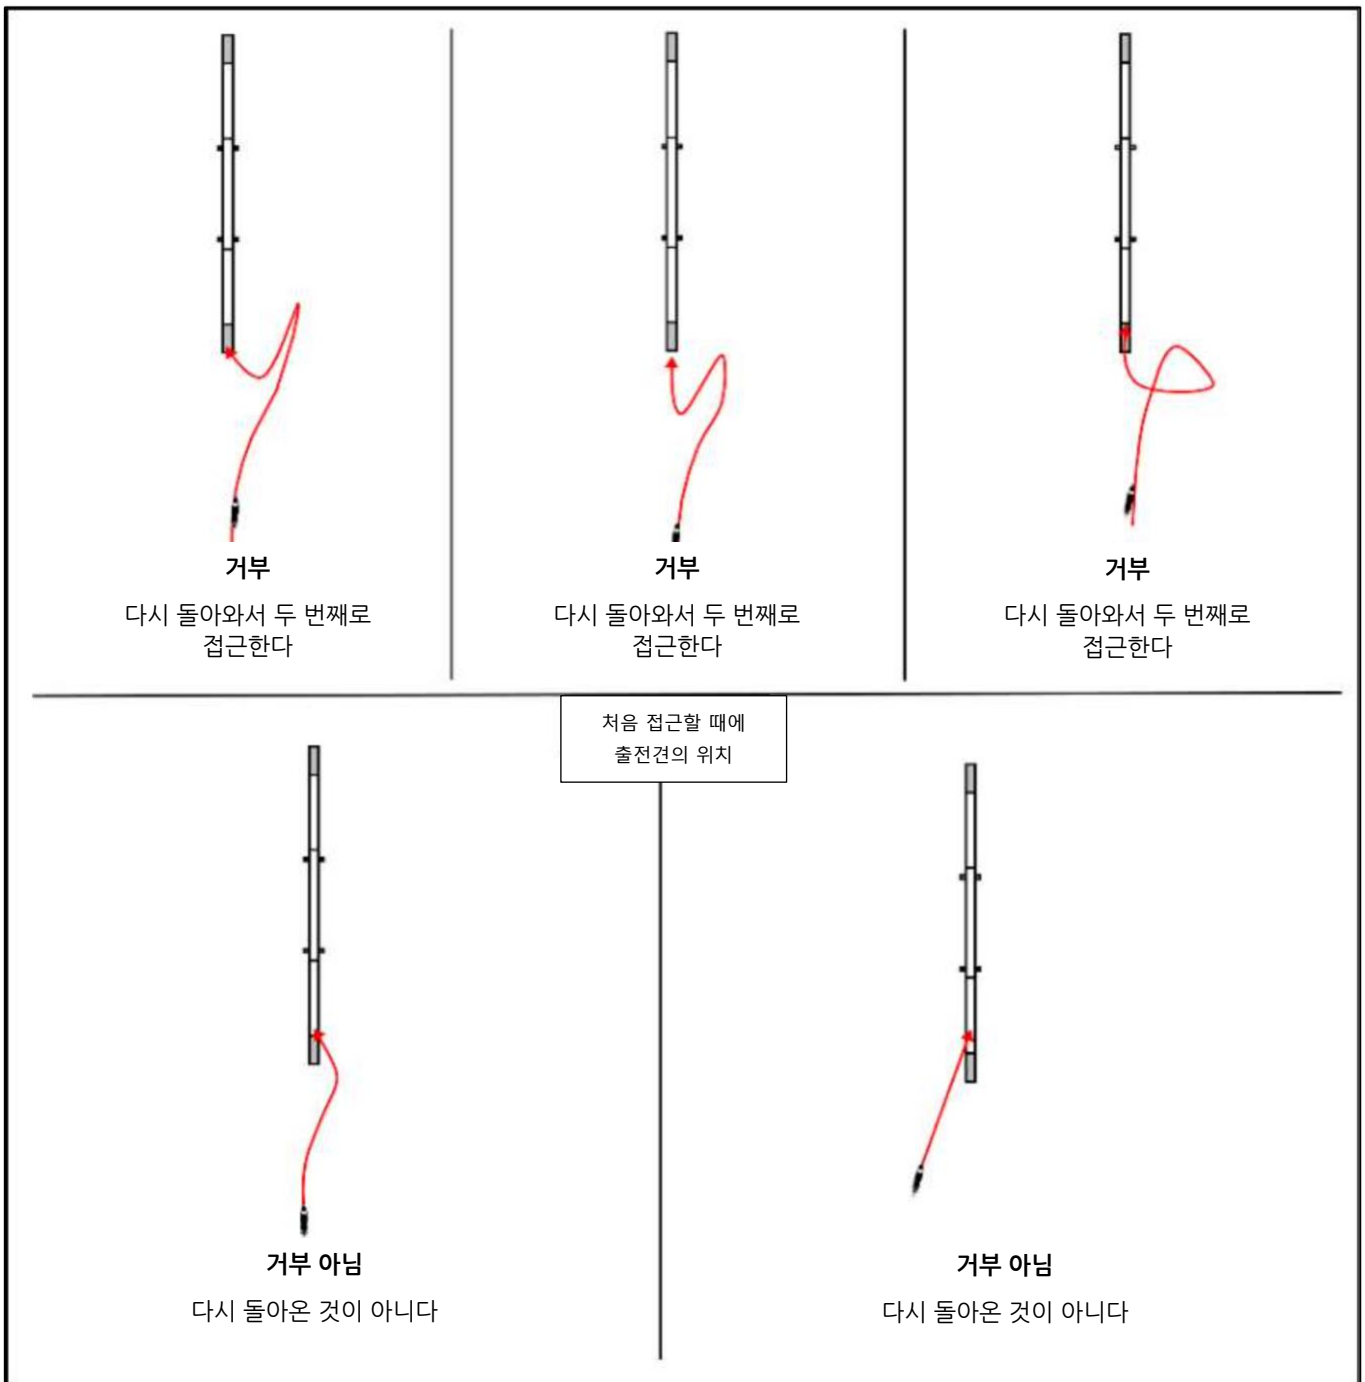 거부
다시 돌아와서 두 번째로
접근한다
거부
다시 돌아와서 두 번째로
접근한다
거부
다시 돌아와서 두 번째로
접근한다
처음 접근할 때에
출전견의 위치
거부 아님
다시 돌아온 것이 아니다
거부 아님
다시 돌아온 것이 아니다